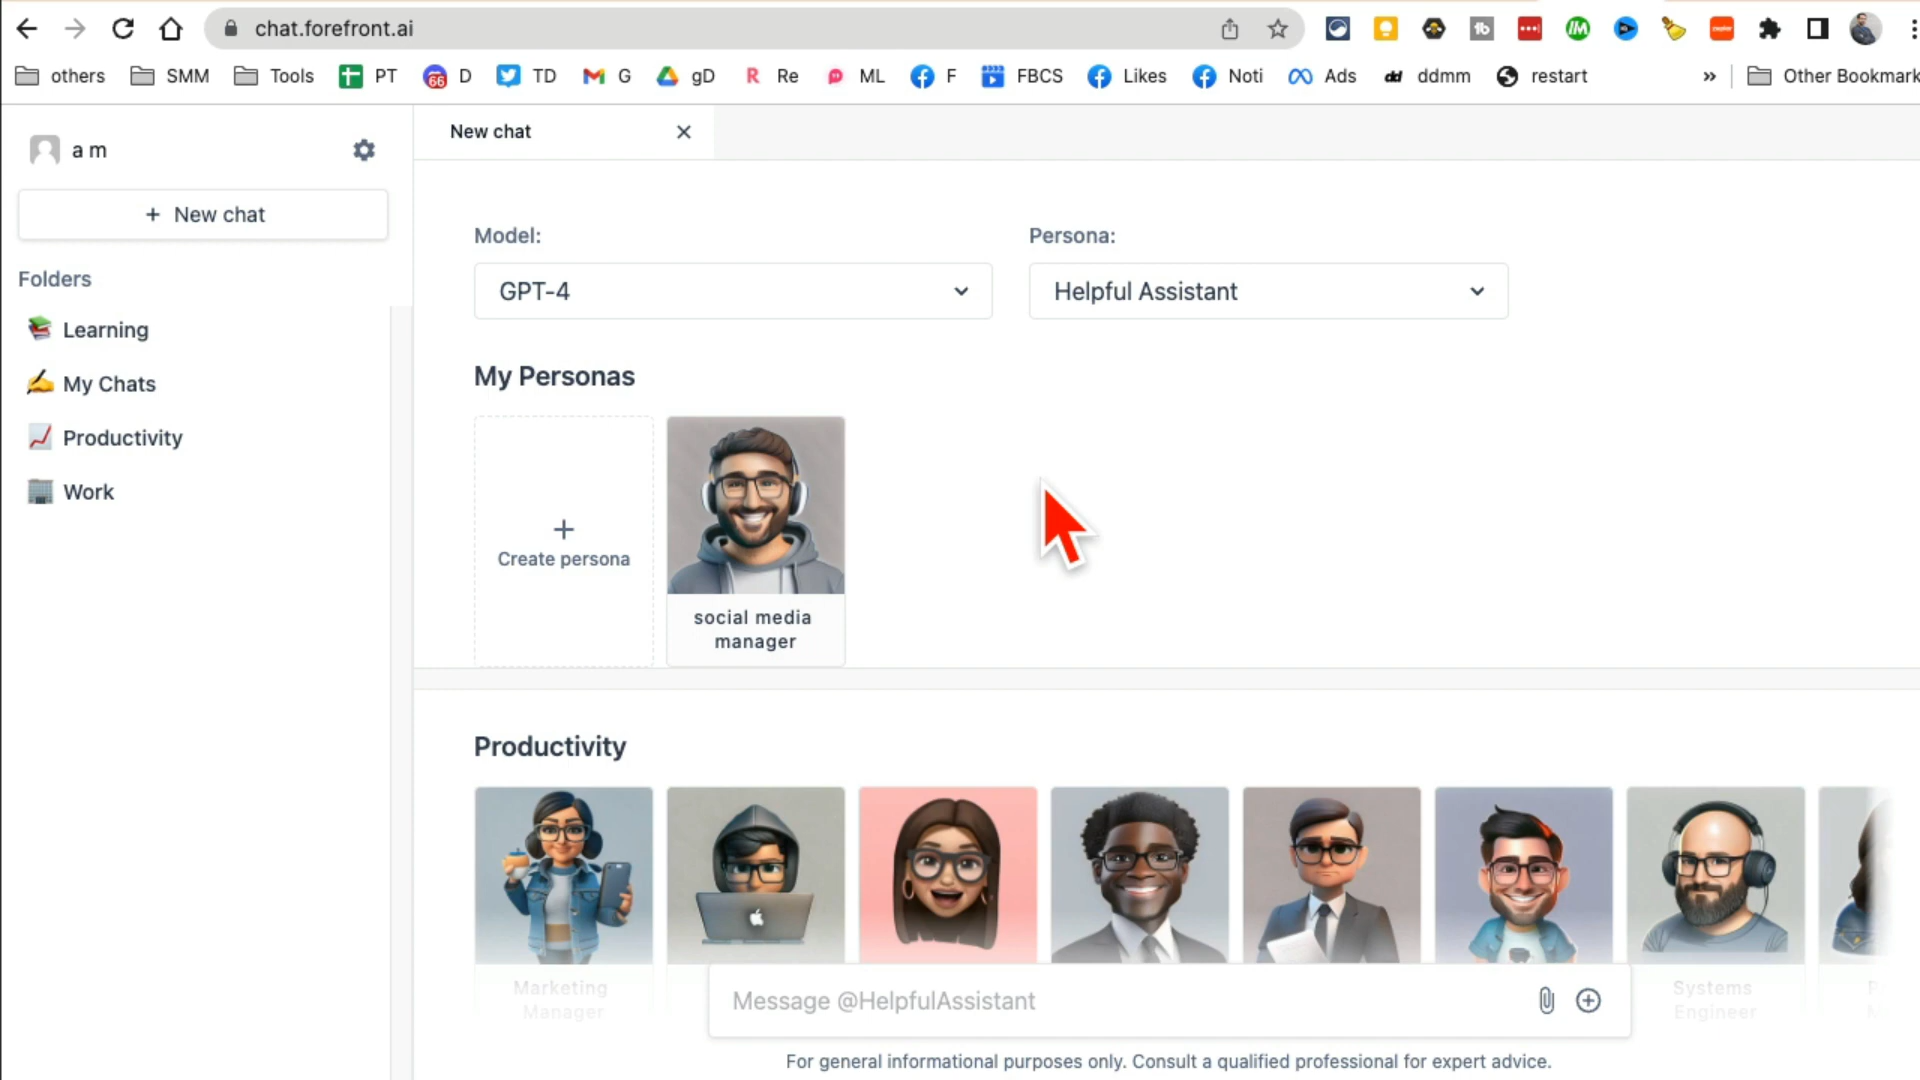 chat.forefront.ai
others SMM Tools PT D TD G gD Re ML F FBCS Likes Noti Ads ddmm restart » Other Bookmark
66
a m
New chat
+ New chat
Model:
Persona:
GPT-4
Helpful Assistant
Folders
Learning
My Chats
Productivity
Work
My Personas
+
Create persona
social media
manager
Productivity
Marketing
Manager
Systems
Engineer
Message @HelpfulAssistant
For general informational purposes only. Consult a qualified professional for expert advice.